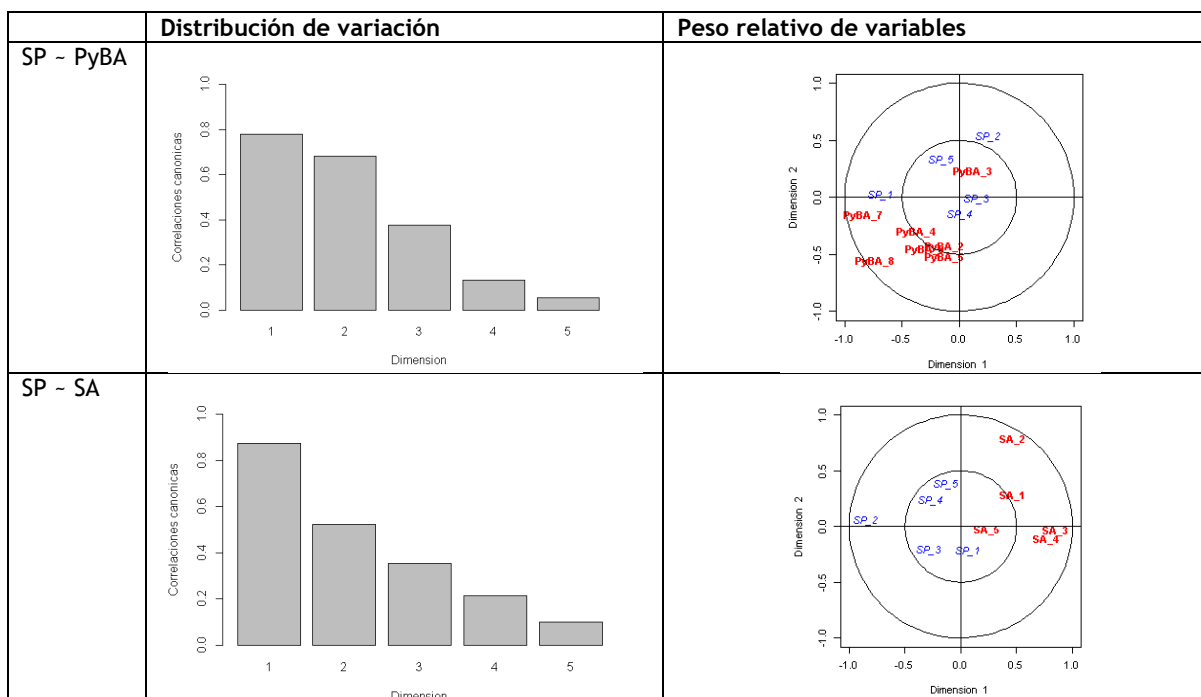 Distribución de variación
Peso relativo de variables
SP ~ PyBA
Correlaciones canonicas
1.0
0.8
0.6
0.4
0.2
0.0
1 2 3 4 5
Dimension
Dimension 2
1.0
0.5
0.0
-0.5
-1.0
SP_2
SP_5
PyBA_3
SP_1
SP_3
PyBA_7
SP_4
PyBA_4
PyBA_2
PyBA_5
PyBA_8
-1.0 -0.5 0.0 0.5 1.0
Dimension 1
SP ~ SA
Correlaciones canonicas
1.0
0.8
0.6
0.4
0.2
0.0
1 2 3 4 5
Dimension
Dimension 2
1.0
0.5
0.0
-0.5
-1.0
SA_2
SP_5
SA_1
SP_4
SP_2
SA_5
SA_3
SA_4
SP_3
SP_1
-1.0 -0.5 0.0 0.5 1.0
Dimension 1